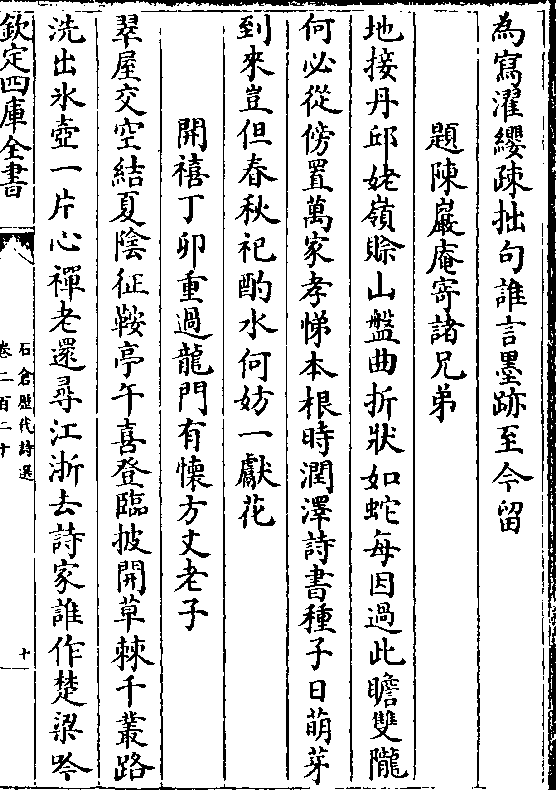 為寫濯纓疎拙句誰言墨跡至今留
題陳巖庵寄諸兄弟
地接丹邱姥嶺賒山盤曲折狀如蛇每因過此瞻雙隴
何必從傍置萬家孝悌本根時潤澤詩書種子日萌芽
到來豈但春秋祀酌水何妨一獻花
開禧丁卯重過龍門有懷方丈老子
翠屋交空結夏陰征鞍亭午喜登臨披開草棘千叢路
洗出氷壺一片心禪老還尋江浙去詩家誰作楚梁吟
欽定四庫全書
石倉歴代詩選
卷二百二十
十